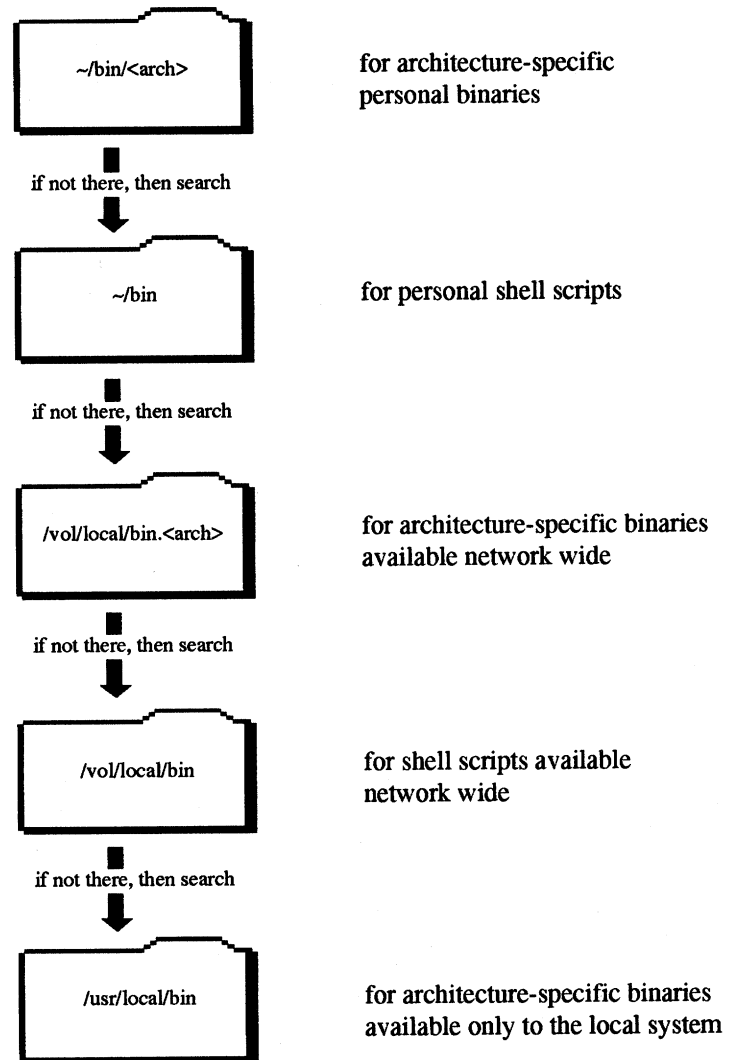 ~/bin/<arch>
for architecture-specific
personal binaries
if not there, then search
~/bin
for personal shell scripts
if not there, then search
/vol/local/bin.<arch>
for architecture-specific binaries
available network wide
if not there, then search
/vol/local/bin
for shell scripts available
network wide
if not there, then search
/usr/local/bin
for architecture-specific binaries
available only to the local system